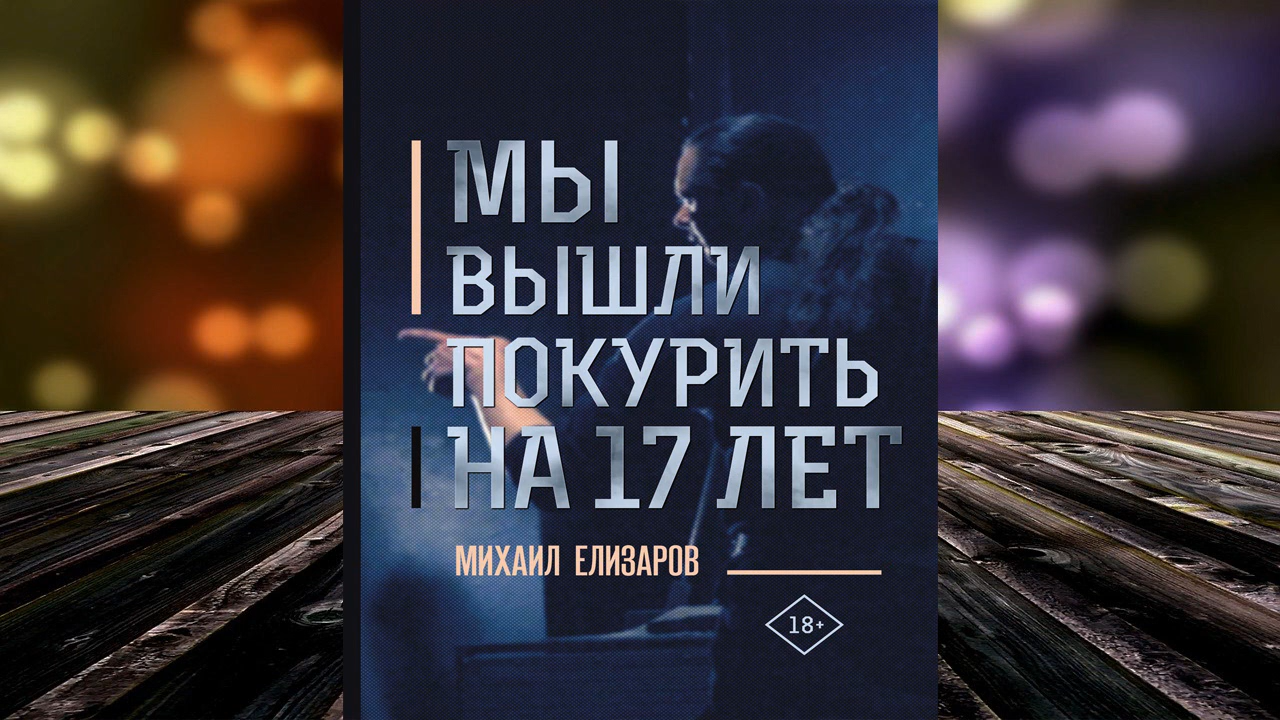 МЫ
ВЫШЛИ
ПОКУРИТЬ
НА 17 ЛЕТ
МИХАИЛ ЕЛИЗАРОВ
18+